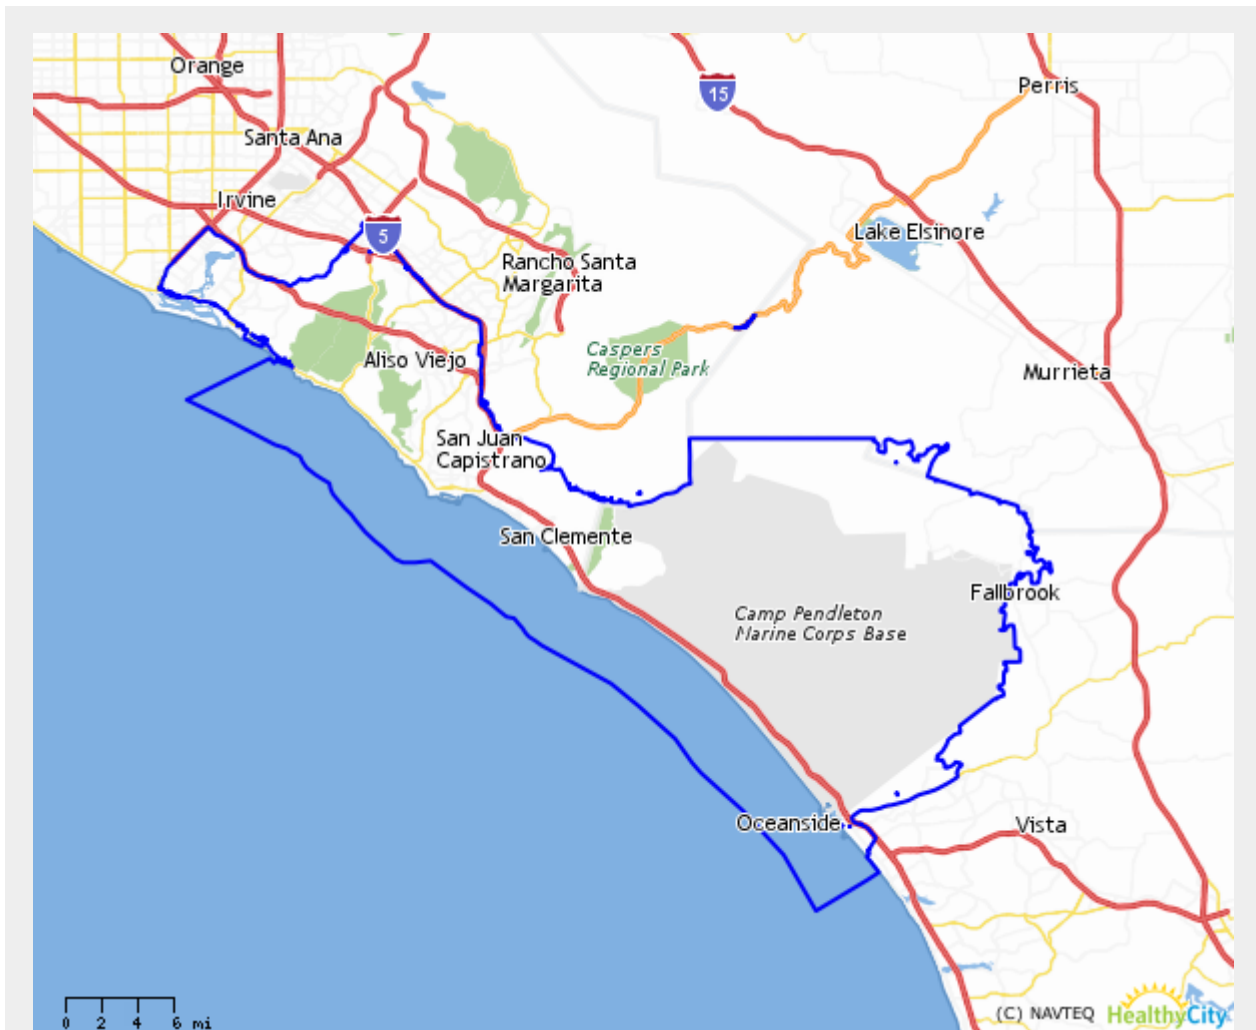 Orange
15
Perris
Santa Ana
Irvine
5
Lake Elsinore
Rancho Santa
Margarita
Caspers
Regional Park
Aliso Viejo
Murrieta
San Juan
Capistrano
San Clemente
Fallbrook
Camp Pendleton
Marine Corps Base
Oceanside
Vista
0 2 4 6 mi
(C) NAVTEQ HealthyCity